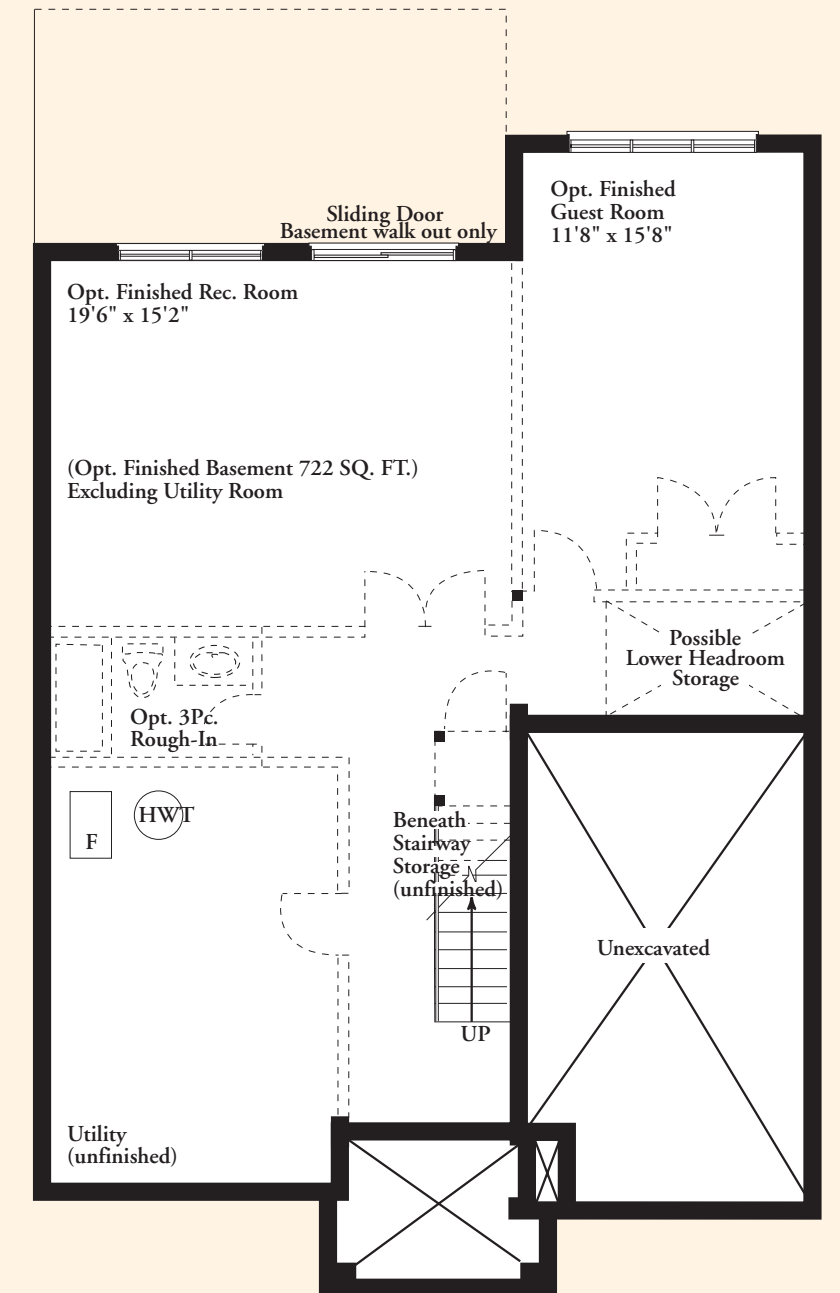 Opt. Finished
Guest Room
11'8" x 15'8"
Sliding Door
Basement walk out only
Opt. Finished Rec. Room
19'6" x 15'2"
(Opt. Finished Basement 722 SQ. FT.)
Excluding Utility Room
Possible
Lower Headroom
Storage
Opt. 3Pc.
Rough-In
HWT
F
Beneath
Stairway
Storage
(unfinished)
Unexcavated
UP
Utility
(unfinished)